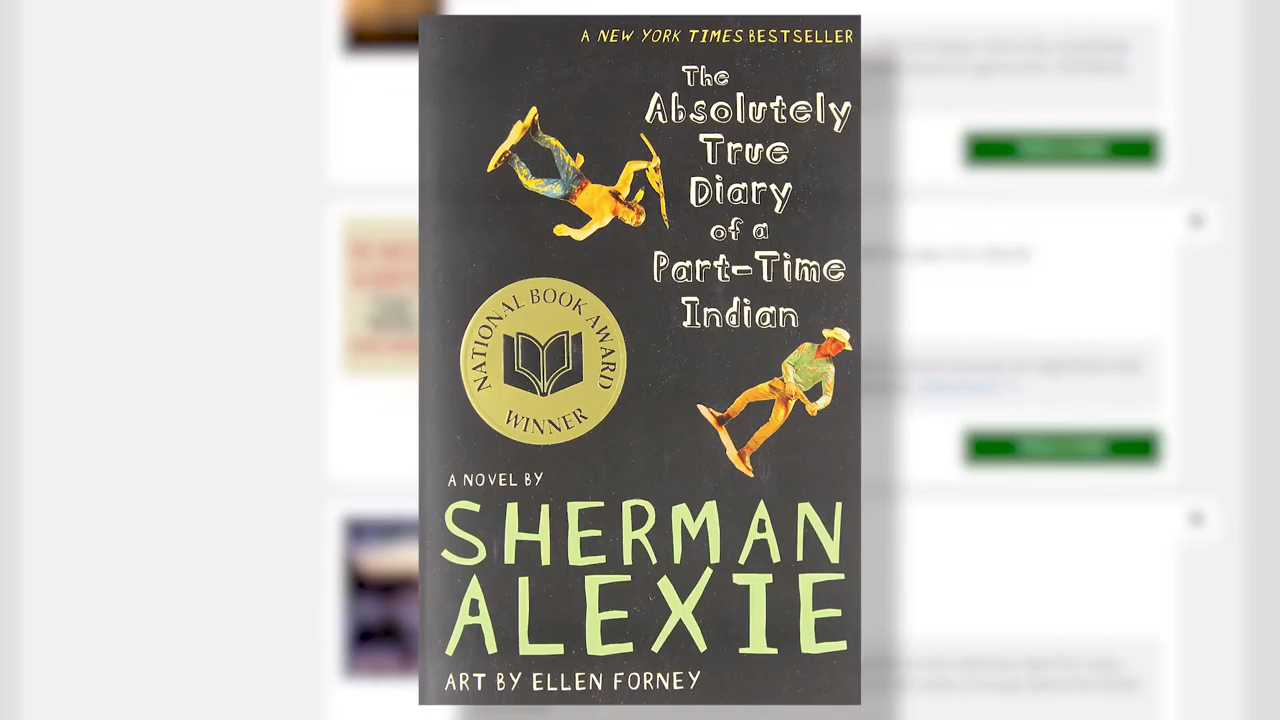 A NEW YORK TIMES BESTSELLER
The
Absolutely
True
Diary
of a
Part-Time
Indian
NATIONAL BOOK AWARD
WINNER
A NOVEL BY
SHERMAN
ALEXIE
ART BY ELLEN FORNEY